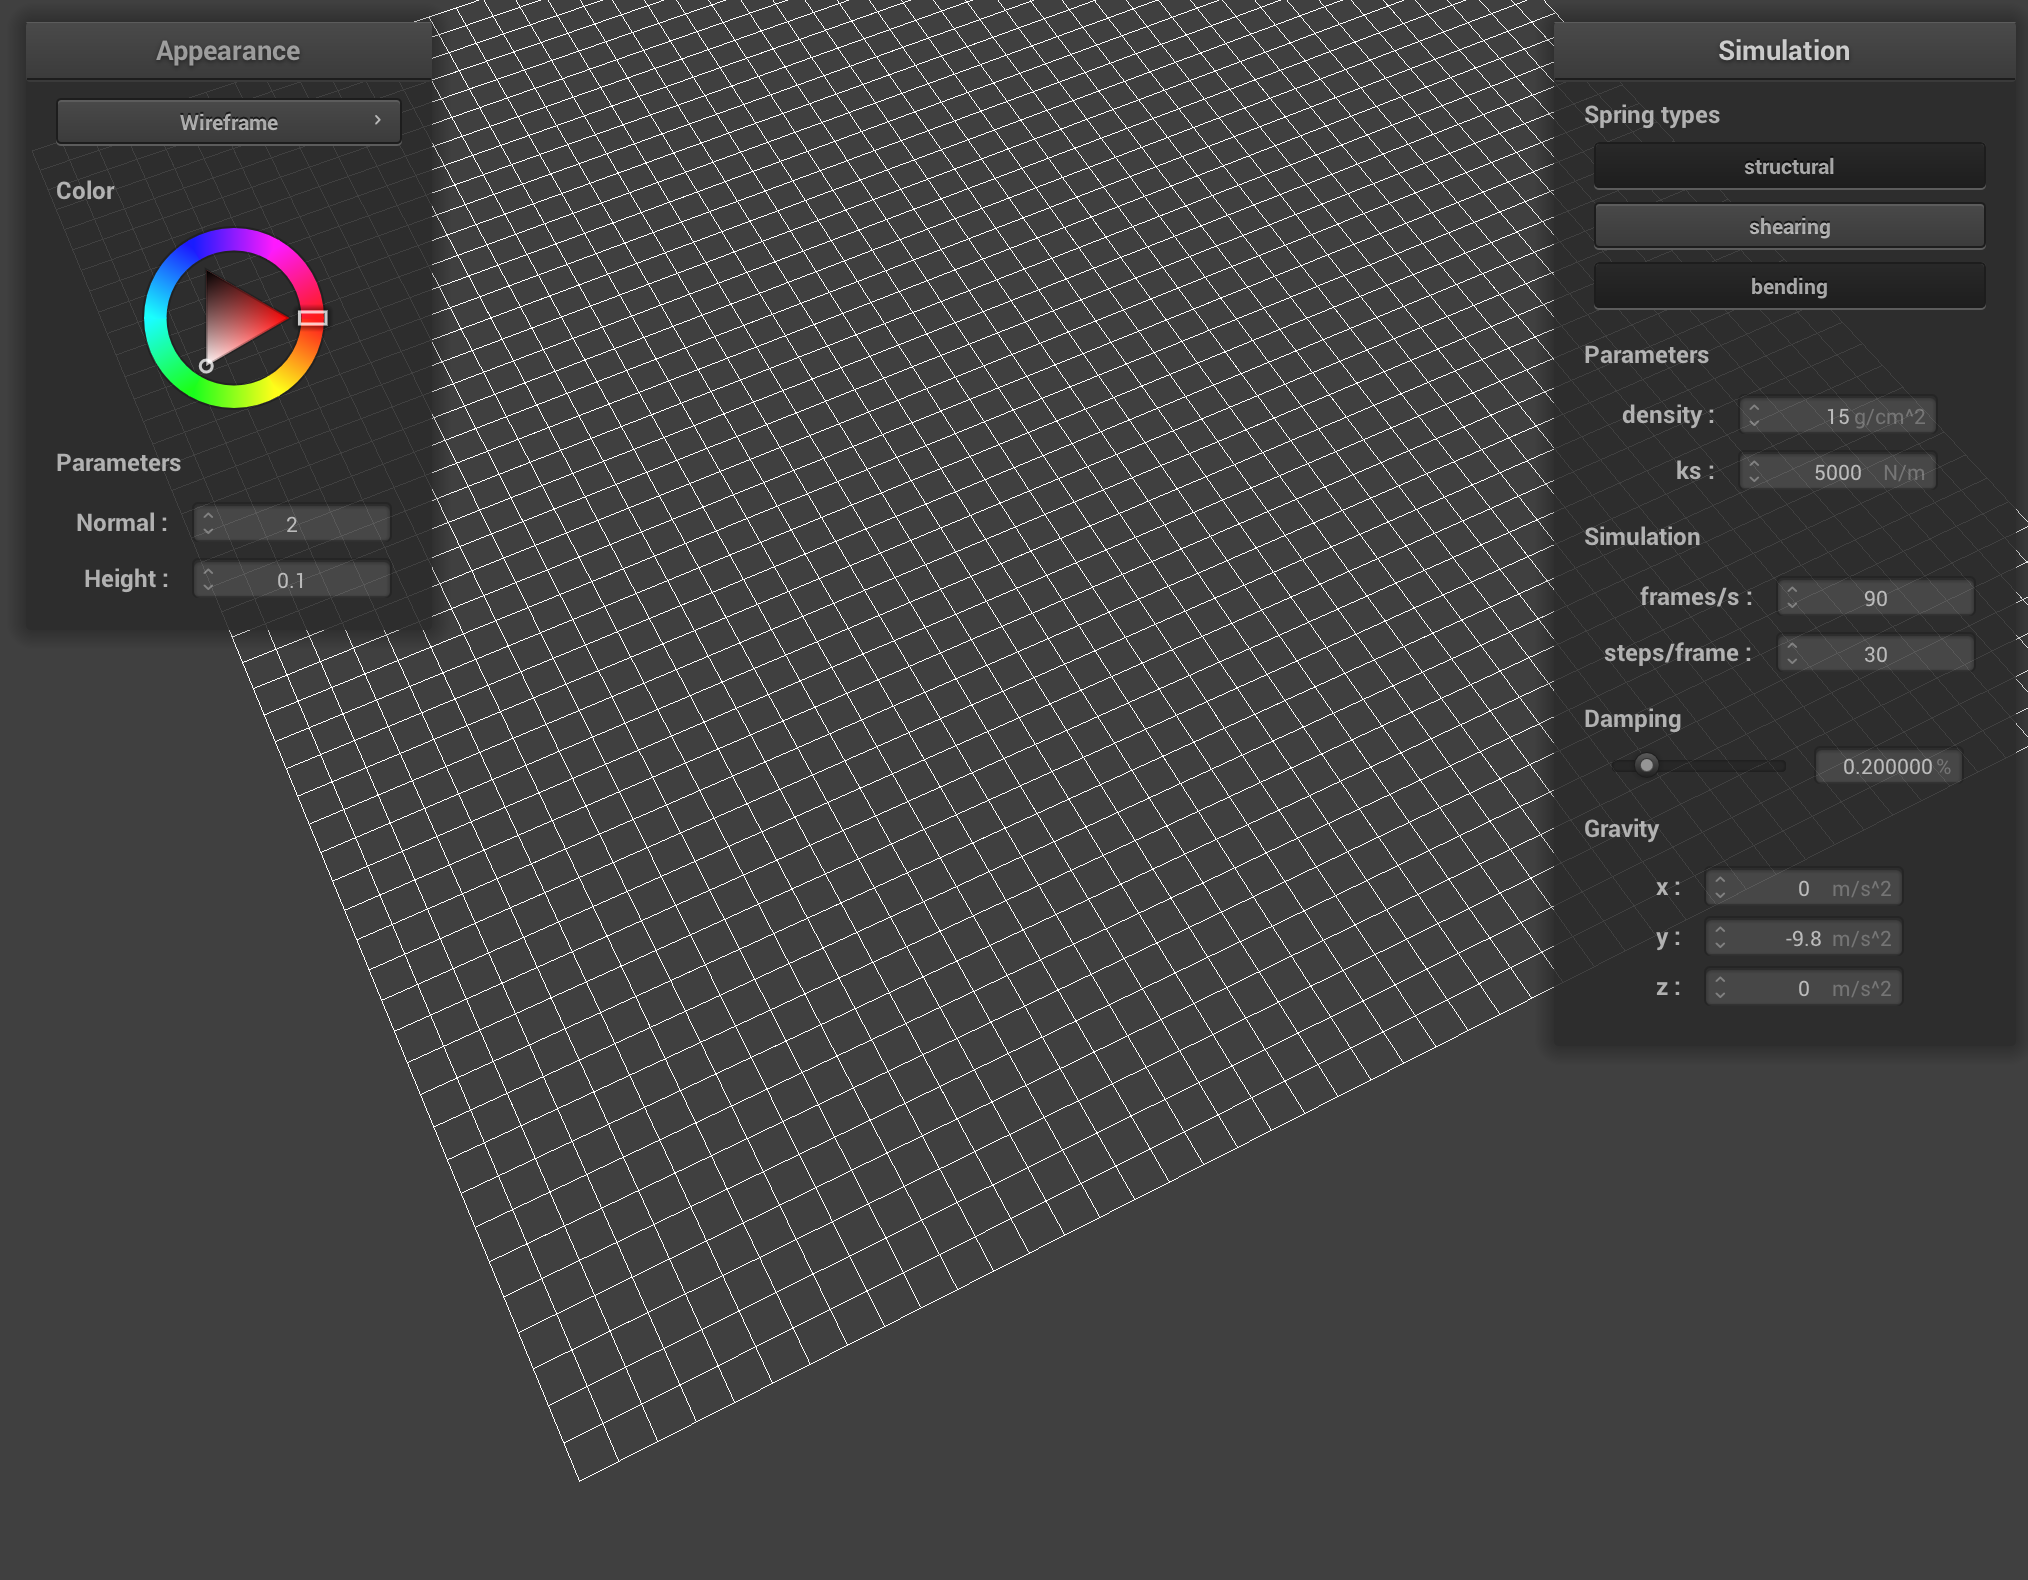 Appearance
Wireframe
Color
Parameters
Normal : 2
Height : 0.1
Simulation
Spring types
structural
shearing
bending
Parameters
density : 15 g/cm^2
ks : 5000 N/m
Simulation
frames/s : 90
steps/frame : 30
Damping
0.200000 %
Gravity
x : 0 m/s^2
y : -9.8 m/s^2
z : 0 m/s^2